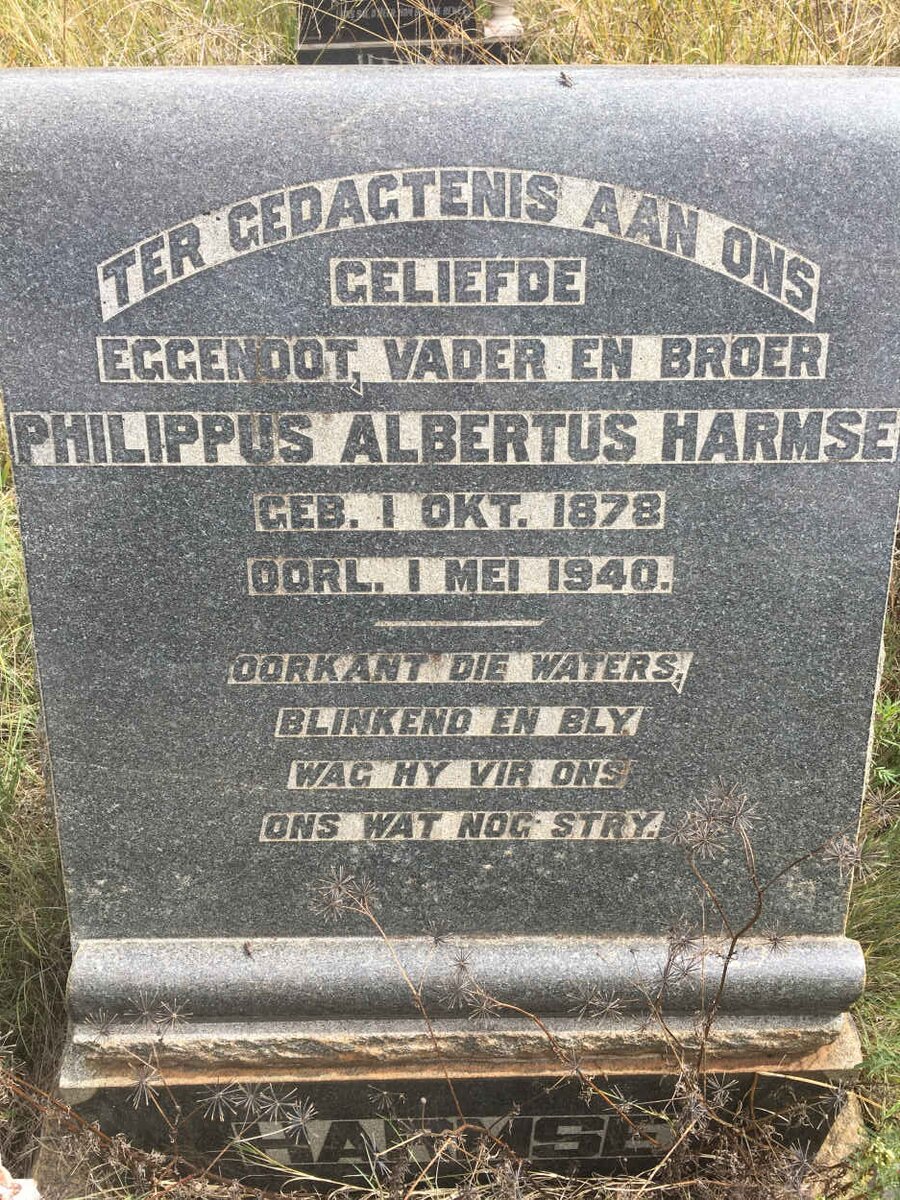 TER GEDAGTENIS AAN ONS
GELIEFDE
EGGENOOT, VADER EN BROER
PHILIPPUS ALBERTUS HARMSE
GEB. 1 OKT. 1878
OORL. 1 MEI 1940.
OORKANT DIE WATERS,
BLINKEND EN BLY.
WAG HY VIR ONS
ONS WAT NOG STRY.
HARMSE